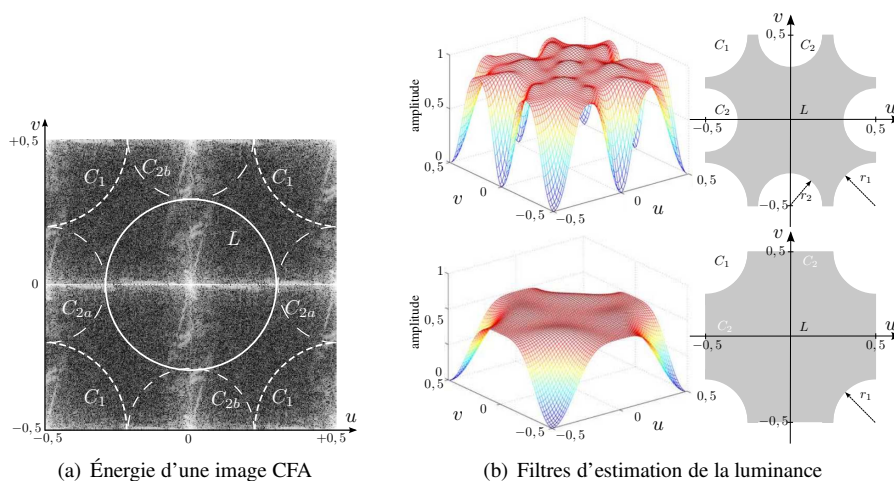 v
+0, 5
C1
C2b
C1
L
0
C2a
C2a
C1
C2b
C1
u
−0, 5
−0, 5
0
+0, 5
(a) Énergie d'une image CFA
1
amplitude
0, 5
0
0, 5
v
0
−0, 5
−0, 5
0
u
0, 5
v
0, 5
C1
C2
C2
L
u
−0, 5
0, 5
r2
r1
−0, 5
1
amplitude
0, 5
0
0, 5
v
0
−0, 5
−0, 5
0
u
0, 5
v
0, 5
C1
C2
C2
L
u
−0, 5
0, 5
r1
−0, 5
(b) Filtres d'estimation de la luminance